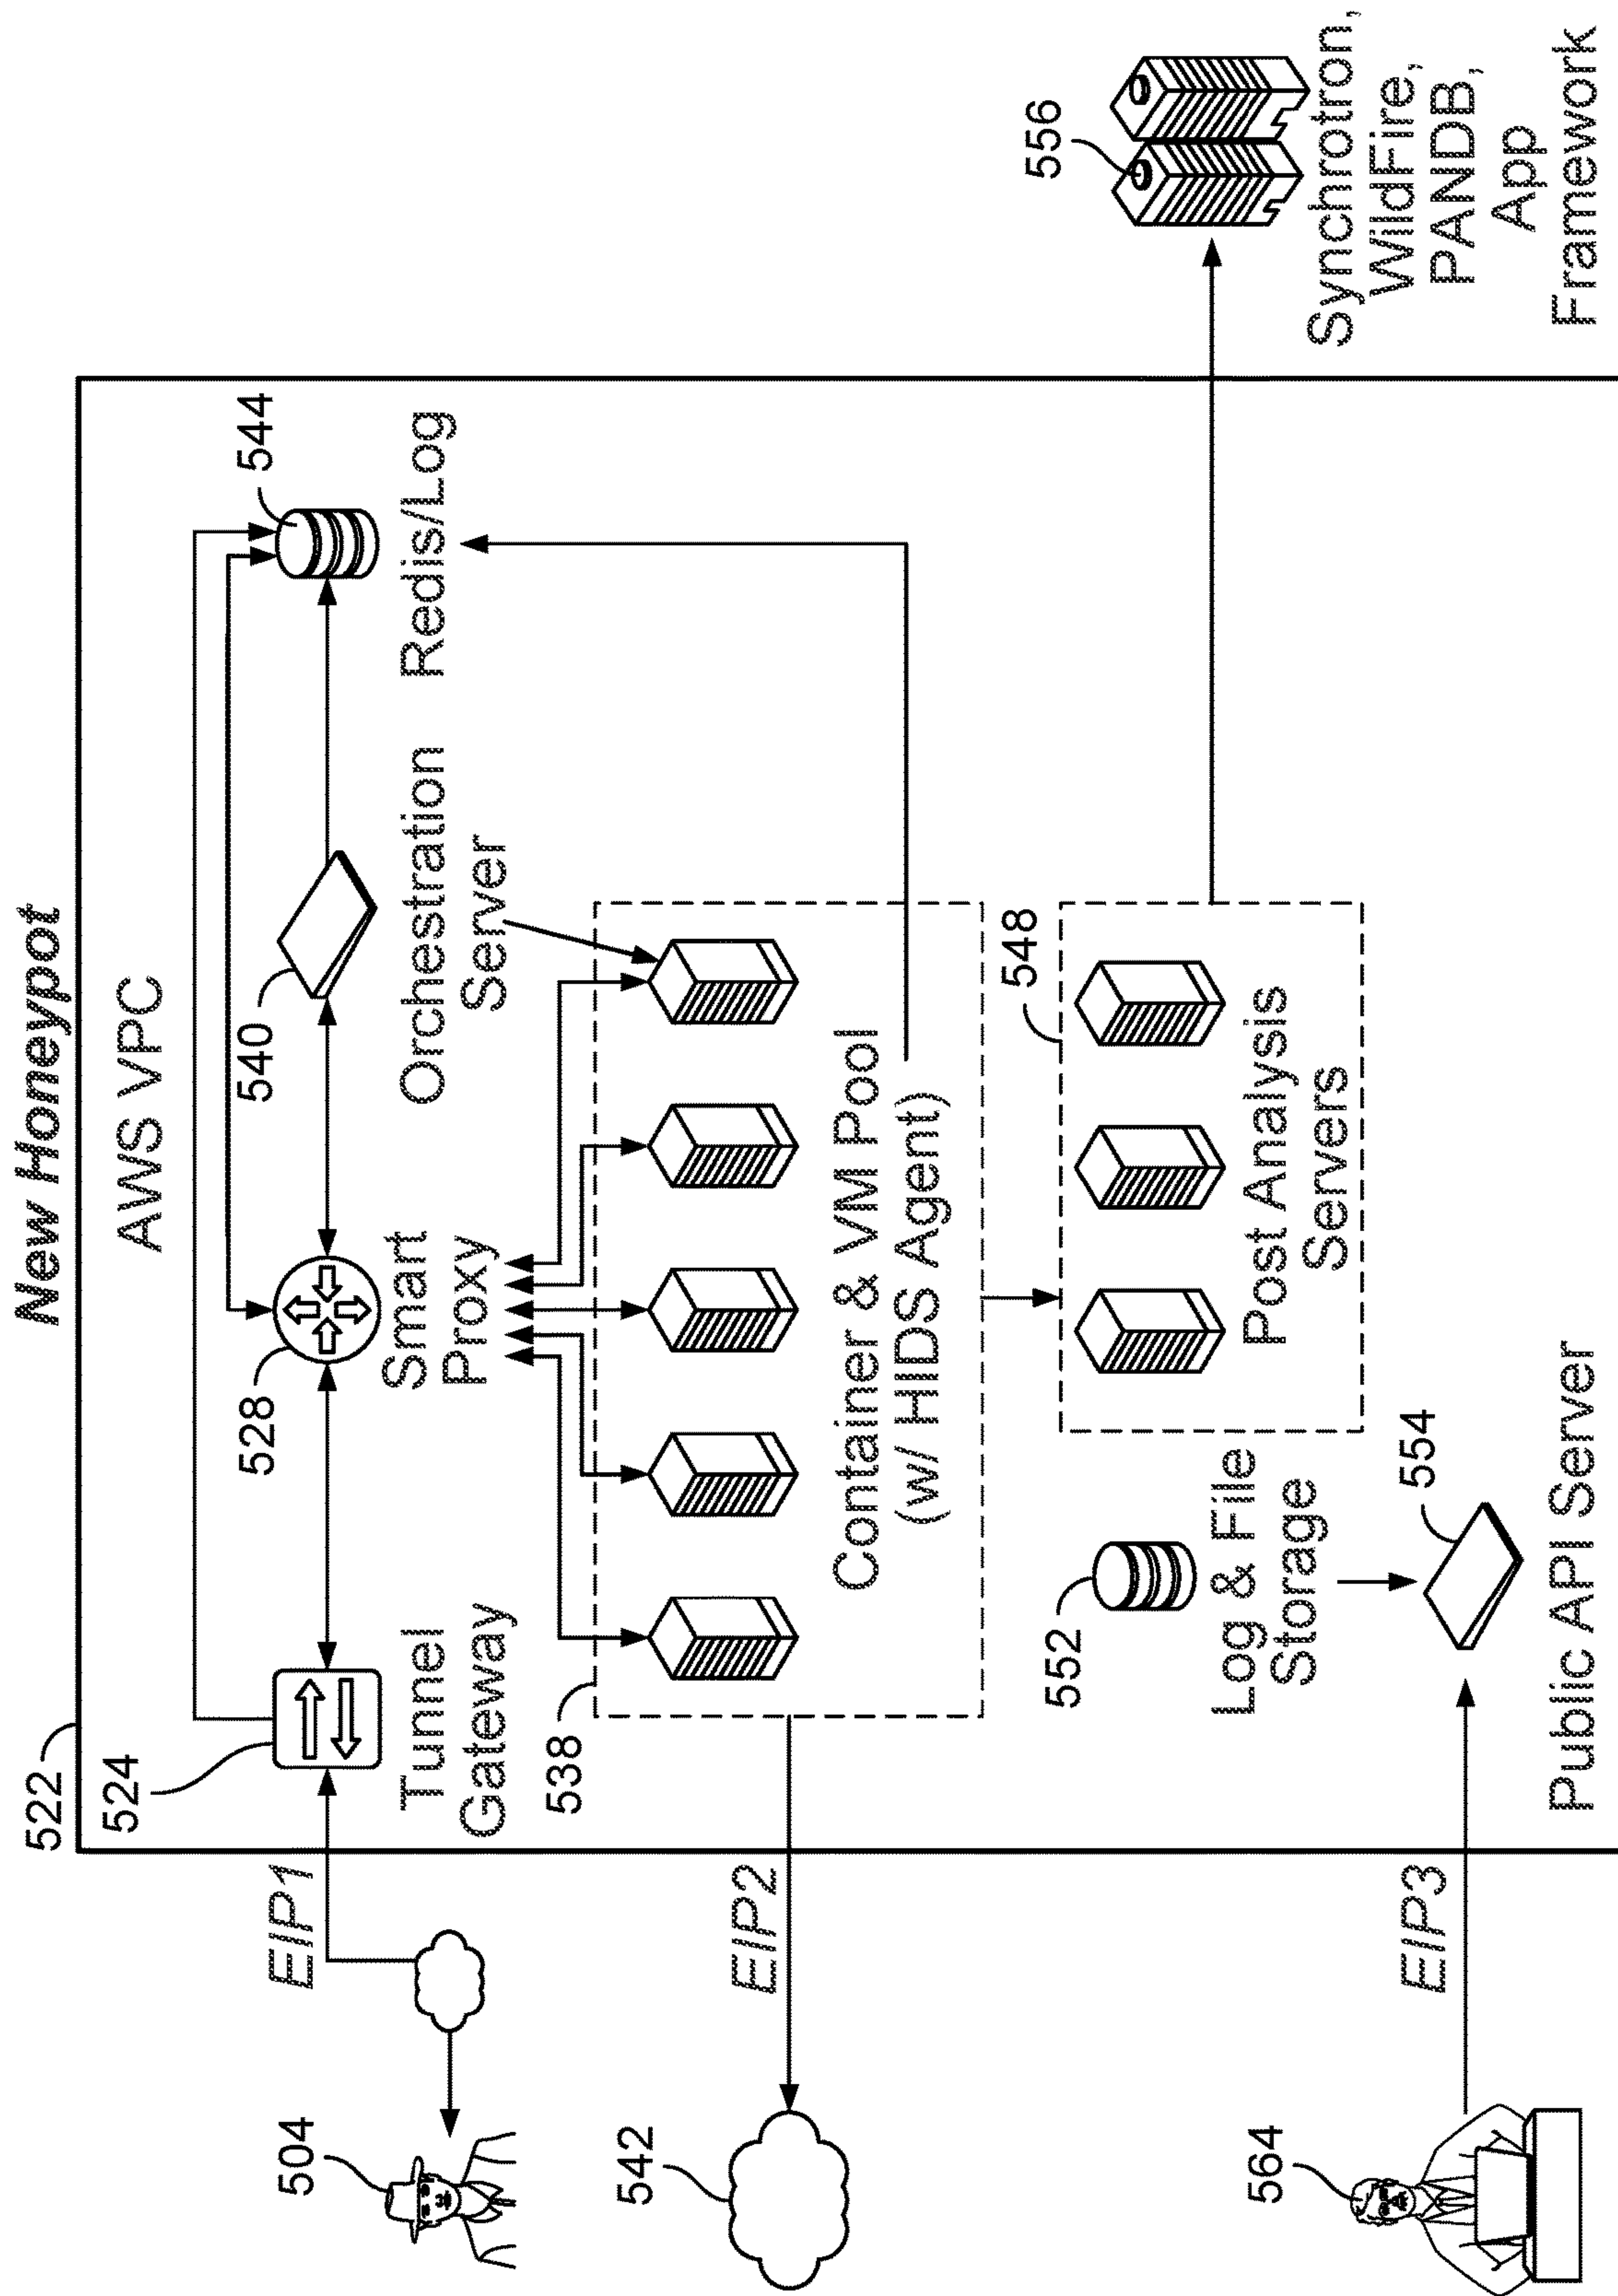 New Honeypot
522
AWS VPC
524
528
540
544
EIP1
504
Tunnel
Gateway
Smart
Proxy
Orchestration
Server
Redis/Log
538
EIP2
542
Container & VM Pool
(w/ HIDS Agent)
548
556
552
Log & File
Storage
Post Analysis
Servers
Synchrotron,
WildFire,
PANDB,
App
Framework
554
EIP3
564
Public API Server